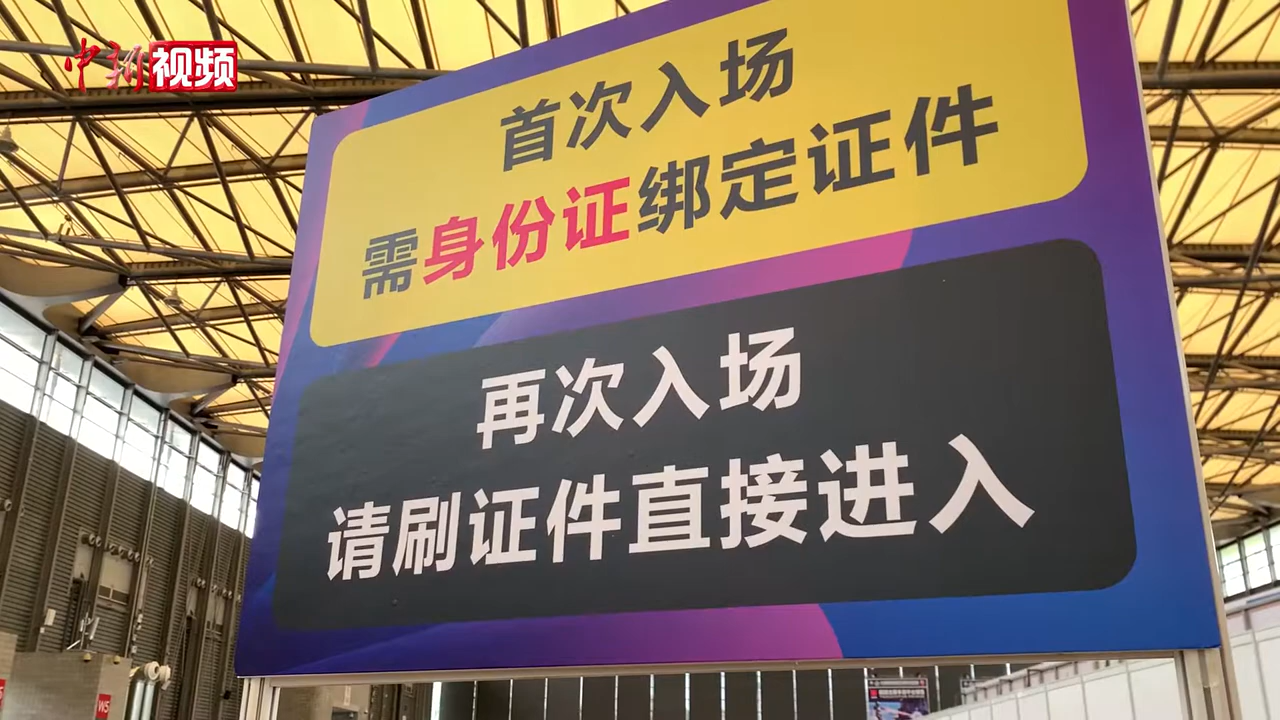 中新视频
首次入场
需身份证绑定证件
再次入场
请刷证件直接进入
W5